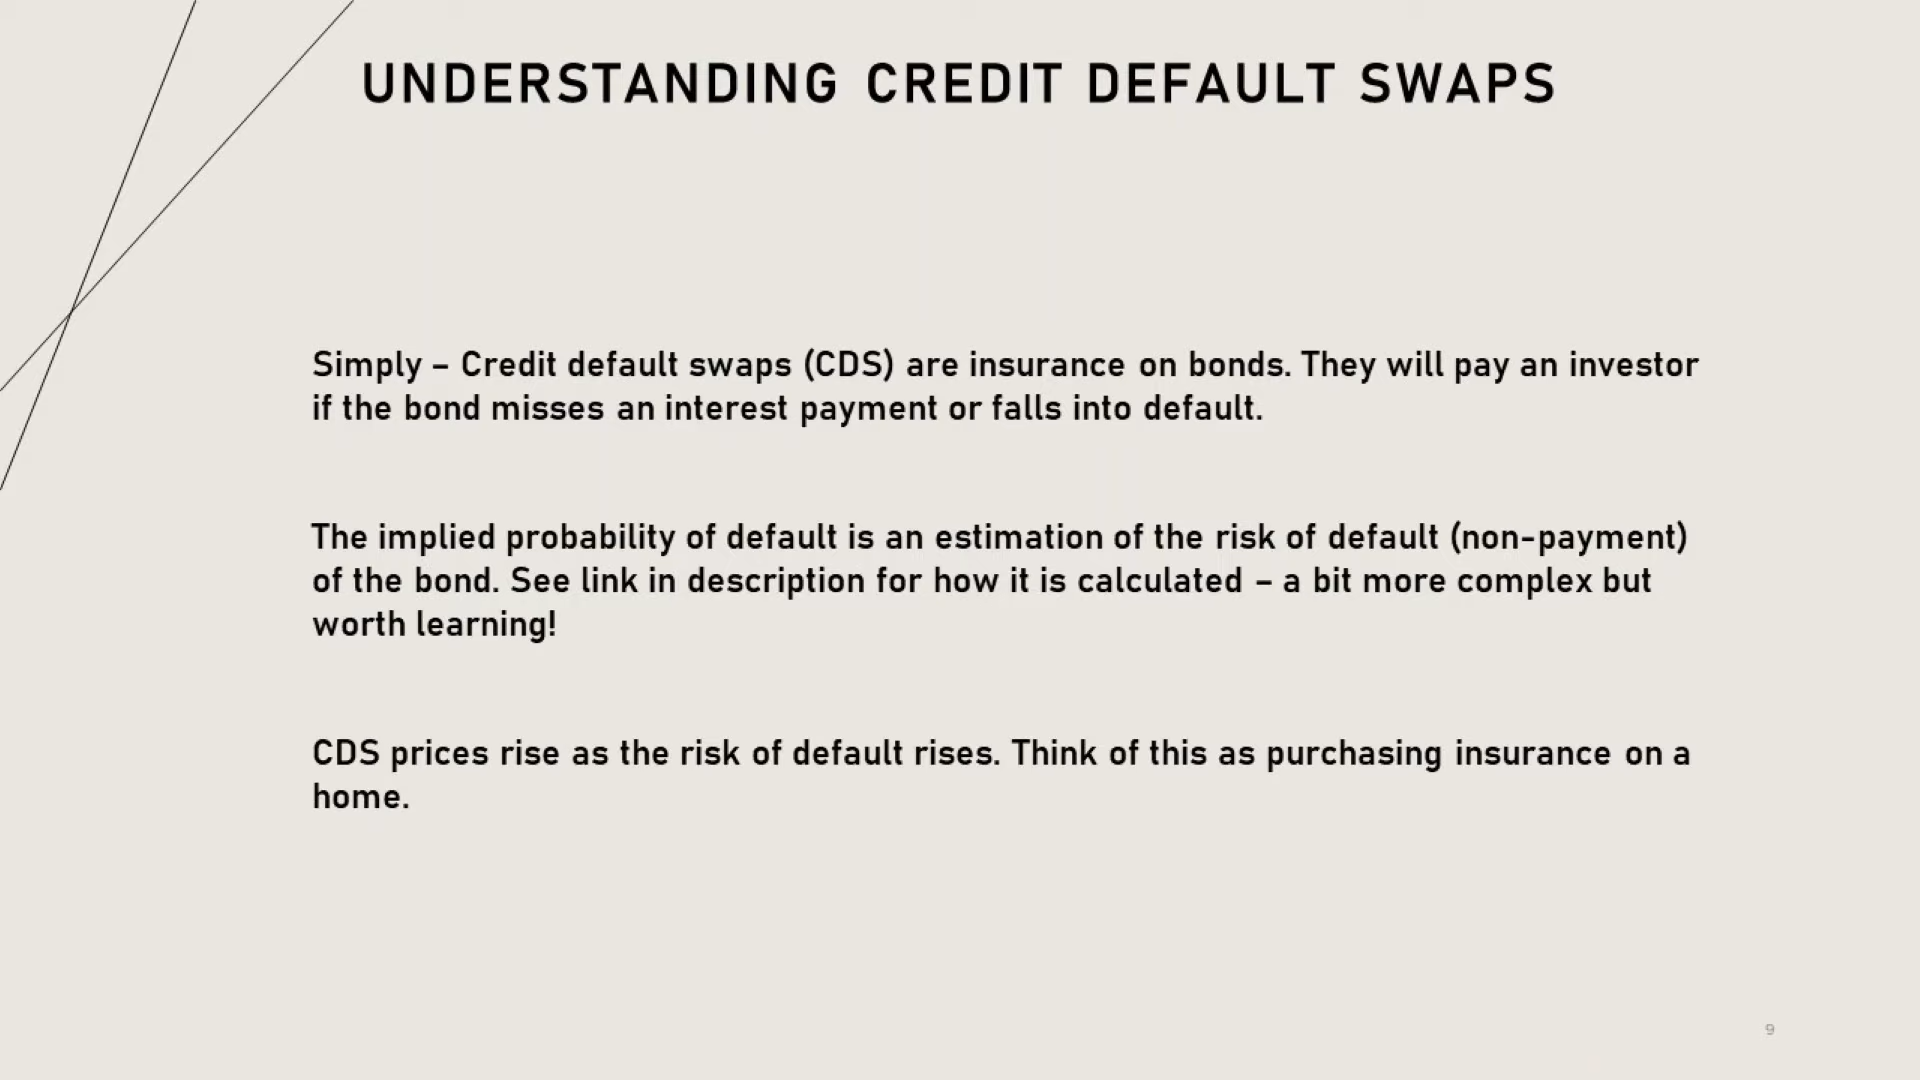 UNDERSTANDING CREDIT DEFAULT SWAPS
Simply – Credit default swaps (CDS) are insurance on bonds. They will pay an investor
if the bond misses an interest payment or falls into default.
The implied probability of default is an estimation of the risk of default (non-payment)
of the bond. See link in description for how it is calculated – a bit more complex but
worth learning!
CDS prices rise as the risk of default rises. Think of this as purchasing insurance on a
home.
9